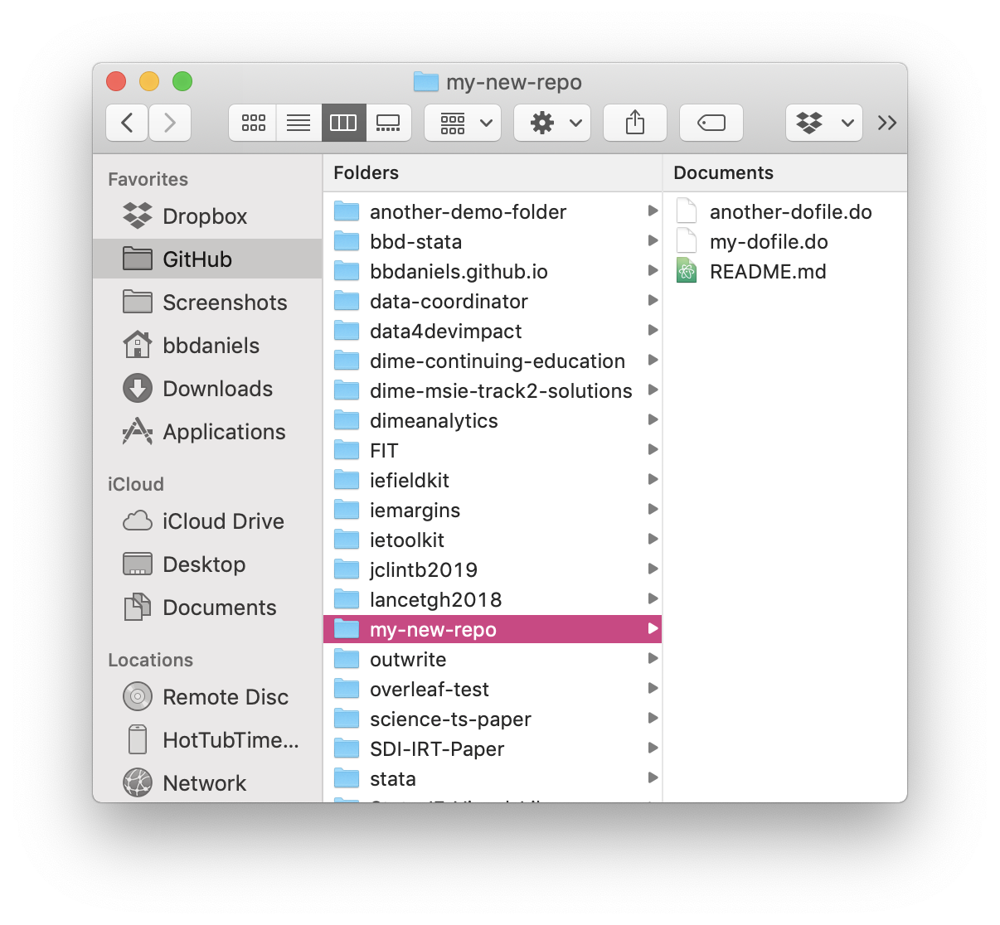 my-new-repo
Favorites
Dropbox
GitHub
Screenshots
bbdaniels
Downloads
Applications
iCloud
iCloud Drive
Desktop
Documents
Locations
Remote Disc
HotTubTime...
Network
Folders
another-demo-folder
bbd-stata
bbdaniels.github.io
data-coordinator
data4devimpact
dime-continuing-education
dime-msie-track2-solutions
dimeanalytics
FIT
iefieldkit
iemargins
ietoolkit
jclintb2019
lancetgh2018
my-new-repo
outwrite
overleaf-test
science-ts-paper
SDI-IRT-Paper
stata
Documents
another-dofile.do
my-dofile.do
README.md